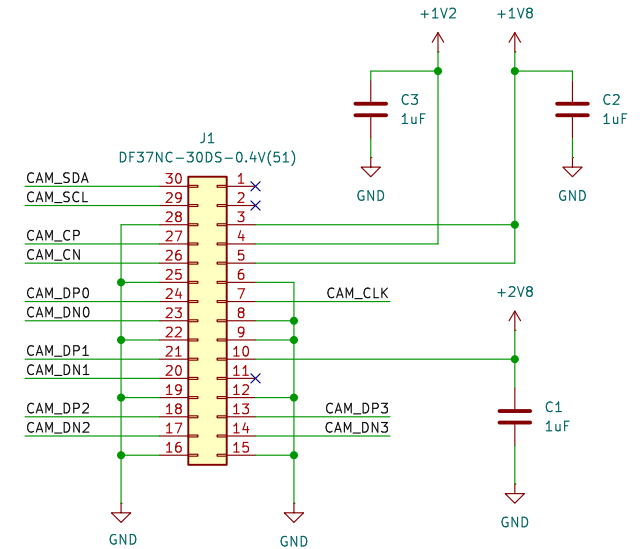 +1V2
+1V8
C3
1uF
C2
1uF
GND
GND
J1
DF37NC-30DS-0.4V(51)
CAM_SDA 30 1
CAM_SCL 29 2
28 3
CAM_CP 27 4
CAM_CN 26 5
25 6
CAM_DP0 24 7 CAM_CLK
CAM_DN0 23 8
22 9
CAM_DP1 21 10
CAM_DN1 20 11
19 12
CAM_DP2 18 13 CAM_DP3
CAM_DN2 17 14 CAM_DN3
16 15
+2V8
C1
1uF
GND
GND
GND